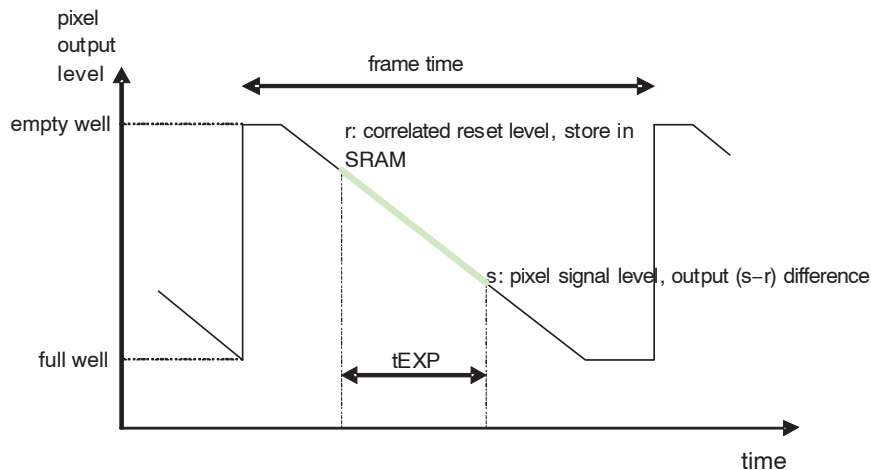 pixel
output
level
frame time
empty well
r: correlated reset level, store in
SRAM
s: pixel signal level, output (s−r) difference
full well
tEXP
time